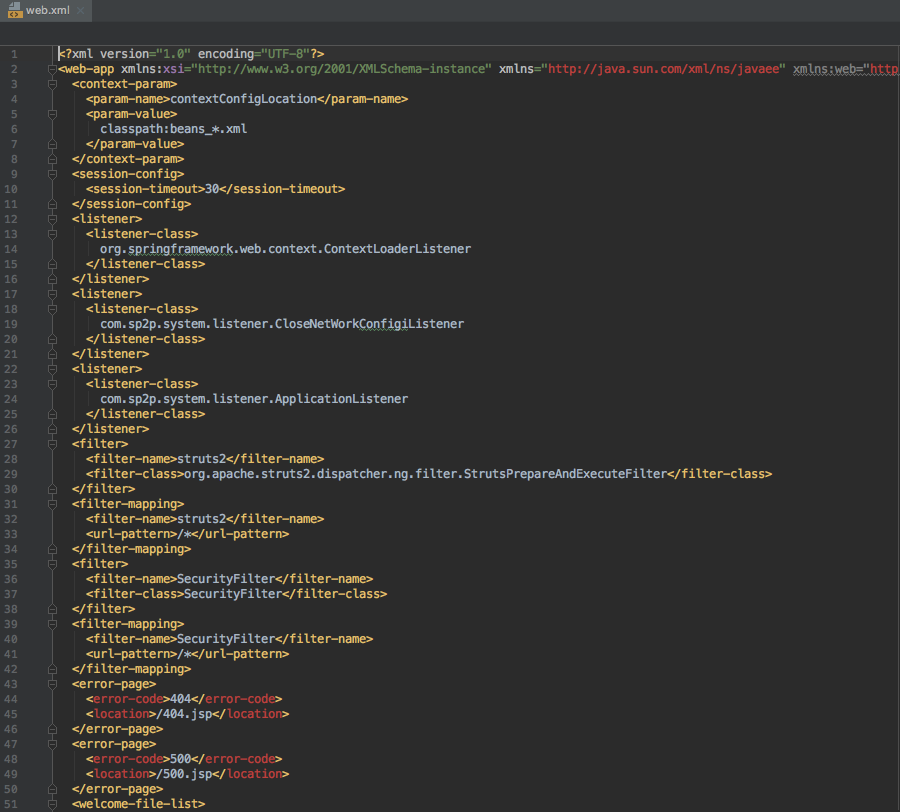 web.xml
1 <?xml version="1.0" encoding="UTF-8"?>
2 <web-app xmlns:xsi="http://www.w3.org/2001/XMLSchema-instance" xmlns="http://java.sun.com/xml/ns/javaee" xmlns:web="http
3 <context-param>
4 <param-name>contextConfigLocation</param-name>
5 <param-value>
6 classpath:beans_*.xml
7 </param-value>
8 </context-param>
9 <session-config>
10 <session-timeout>30</session-timeout>
11 </session-config>
12 <listener>
13 <listener-class>
14 org.springframework.web.context.ContextLoaderListener
15 </listener-class>
16 </listener>
17 <listener>
18 <listener-class>
19 com.sp2p.system.listener.CloseNetWorkConfigiListener
20 </listener-class>
21 </listener>
22 <listener>
23 <listener-class>
24 com.sp2p.system.listener.ApplicationListener
25 </listener-class>
26 </listener>
27 <filter>
28 <filter-name>struts2</filter-name>
29 <filter-class>org.apache.struts2.dispatcher.ng.filter.StrutsPrepareAndExecuteFilter</filter-class>
30 </filter>
31 <filter-mapping>
32 <filter-name>struts2</filter-name>
33 <url-pattern>/*</url-pattern>
34 </filter-mapping>
35 <filter>
36 <filter-name>SecurityFilter</filter-name>
37 <filter-class>SecurityFilter</filter-class>
38 </filter>
39 <filter-mapping>
40 <filter-name>SecurityFilter</filter-name>
41 <url-pattern>/*</url-pattern>
42 </filter-mapping>
43 <error-page>
44 <error-code>404</error-code>
45 <location>/404.jsp</location>
46 </error-page>
47 <error-page>
48 <error-code>500</error-code>
49 <location>/500.jsp</location>
50 </error-page>
51 <welcome-file-list>